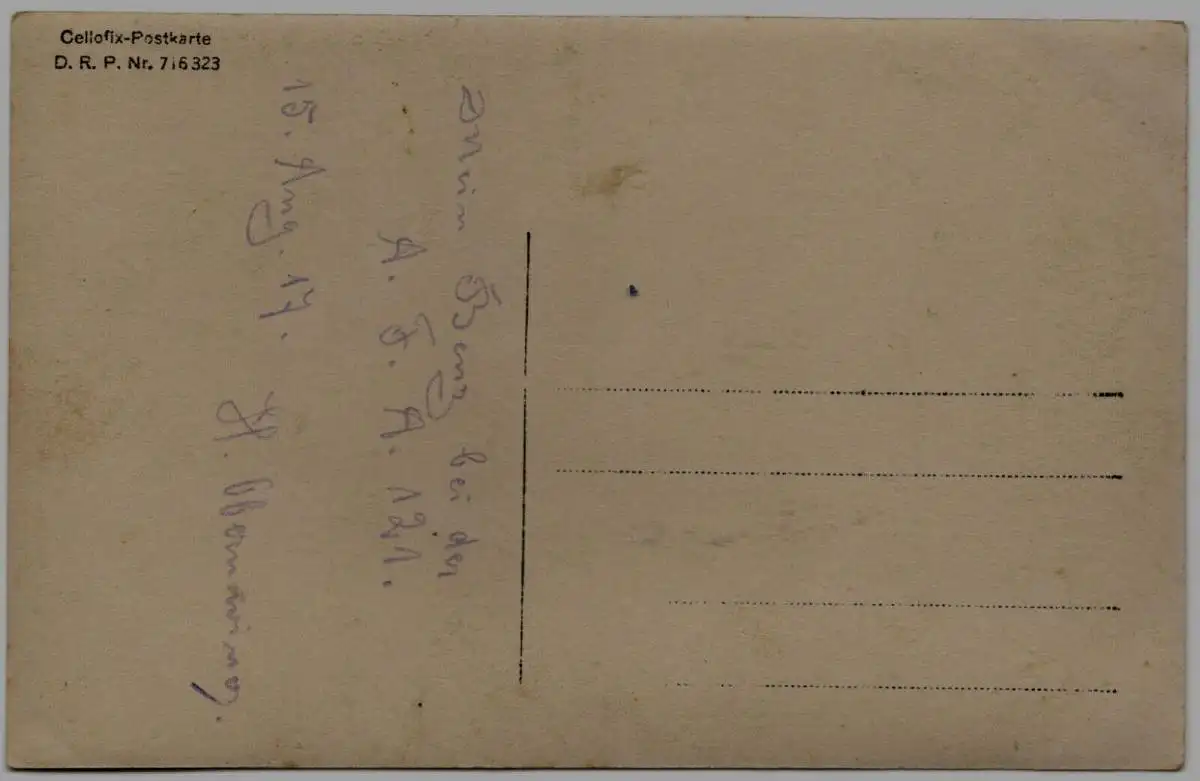 Cellofix-Postkarte
D. R. P. Nr. 716323
Mein Benz bei der
A. F. A. 121.
15. Aug. 17.
H.